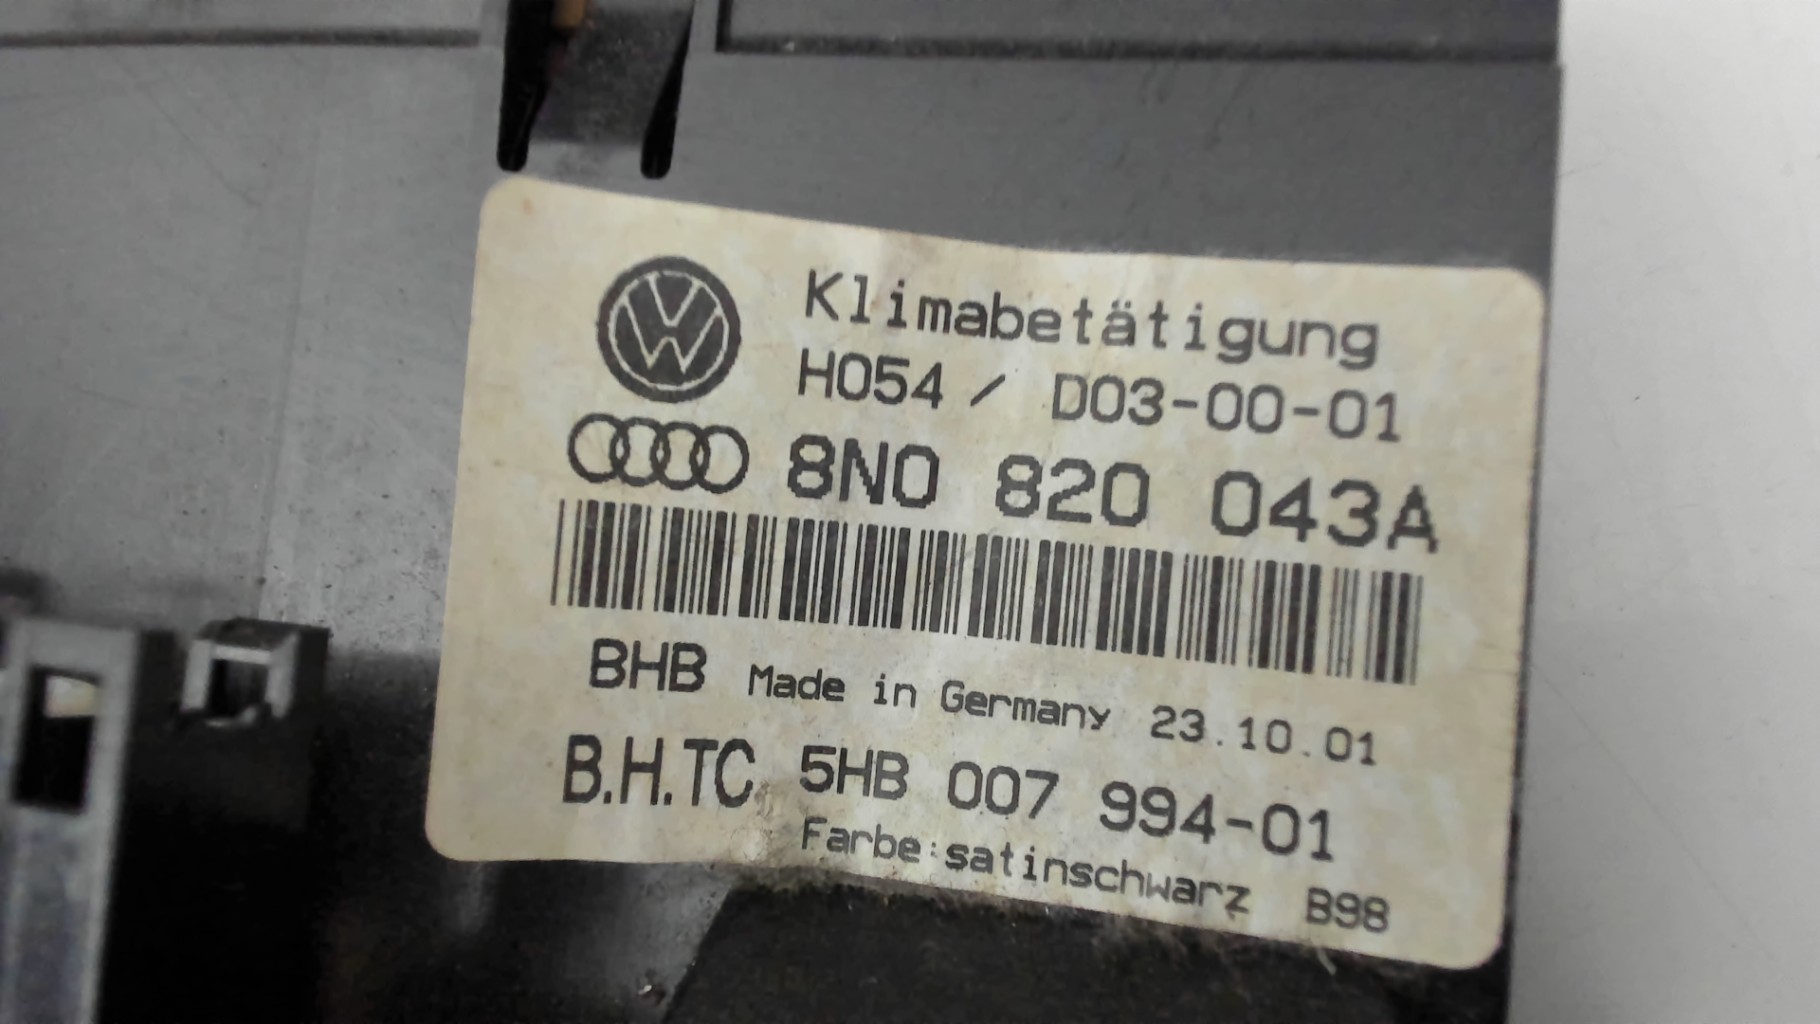 Klimabetätigung
H054 / D03-00-01
8N0 820 043A
BHB Made in Germany 23.10.01
B.H.TC 5HB 007 994-01
Farbe:satinschwarz B98